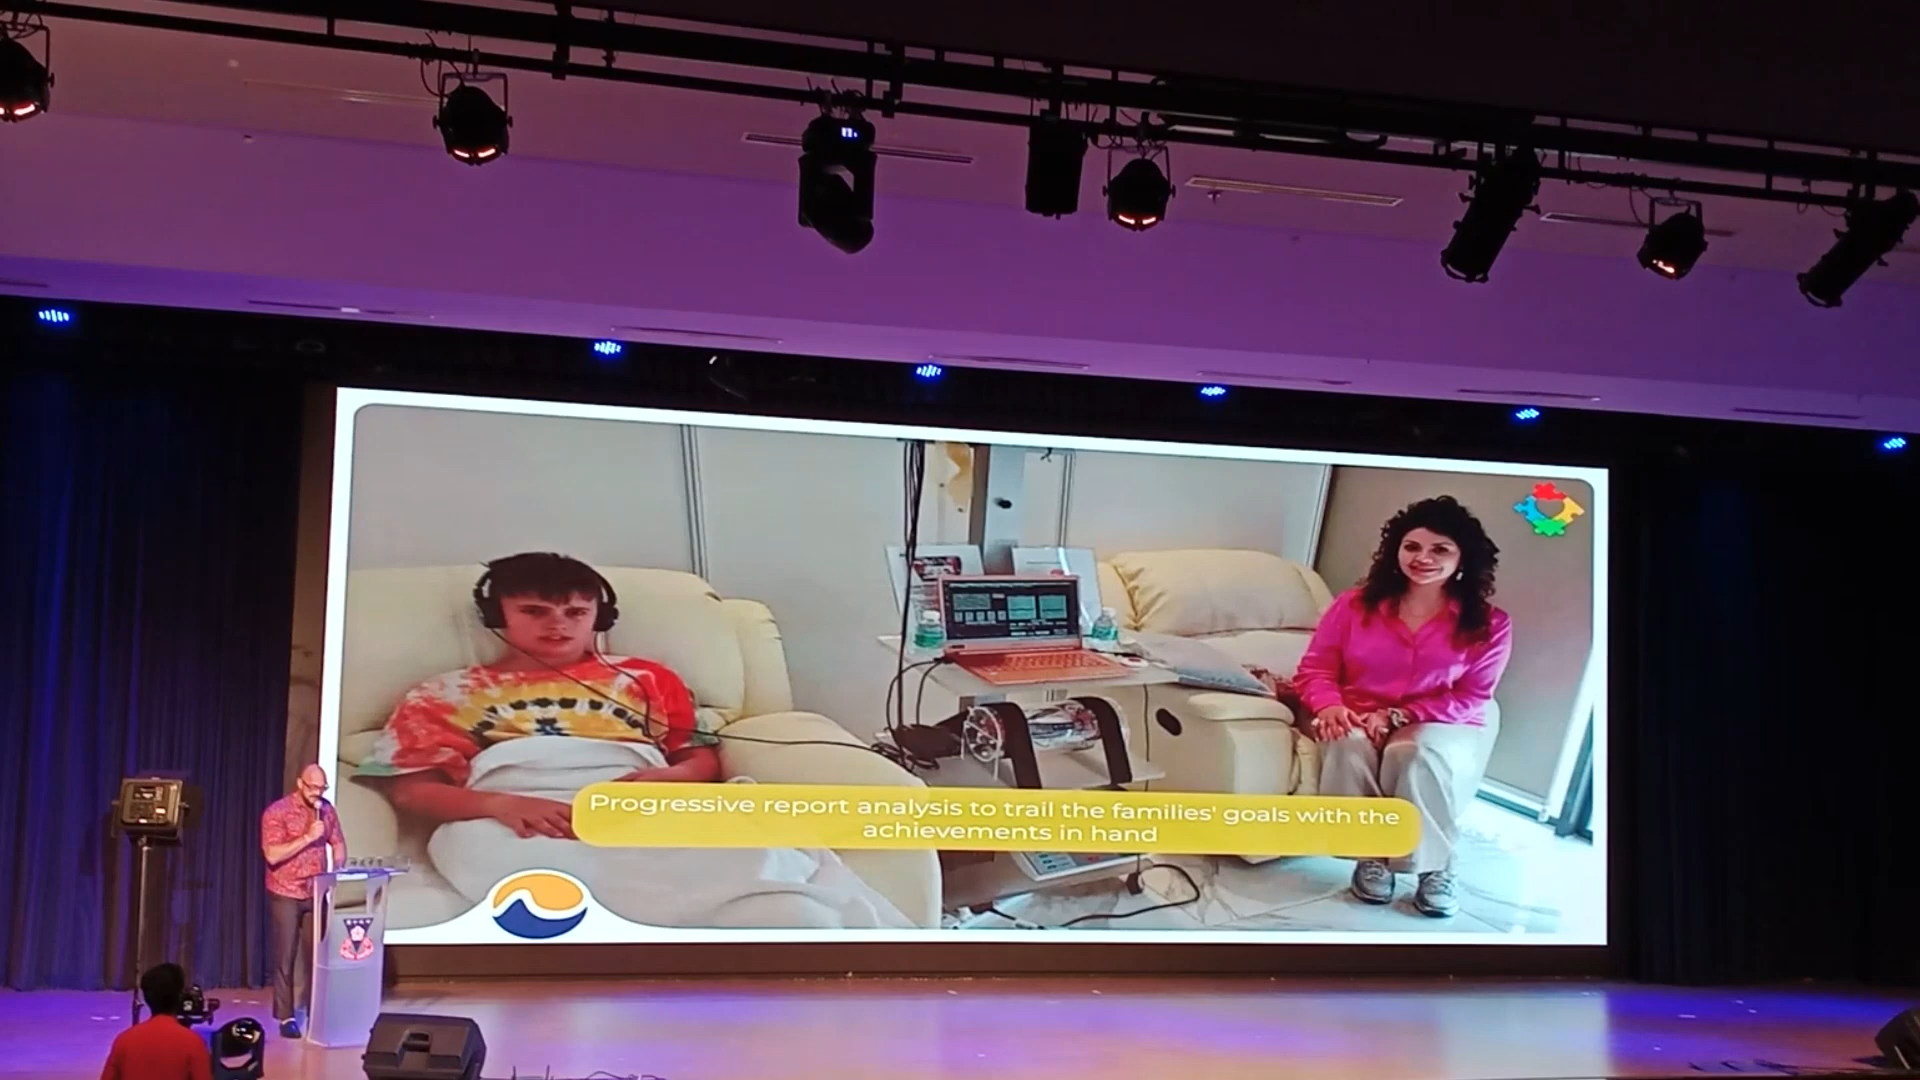 Progressive report analysis to trail the families' goals with the
achievements in hand